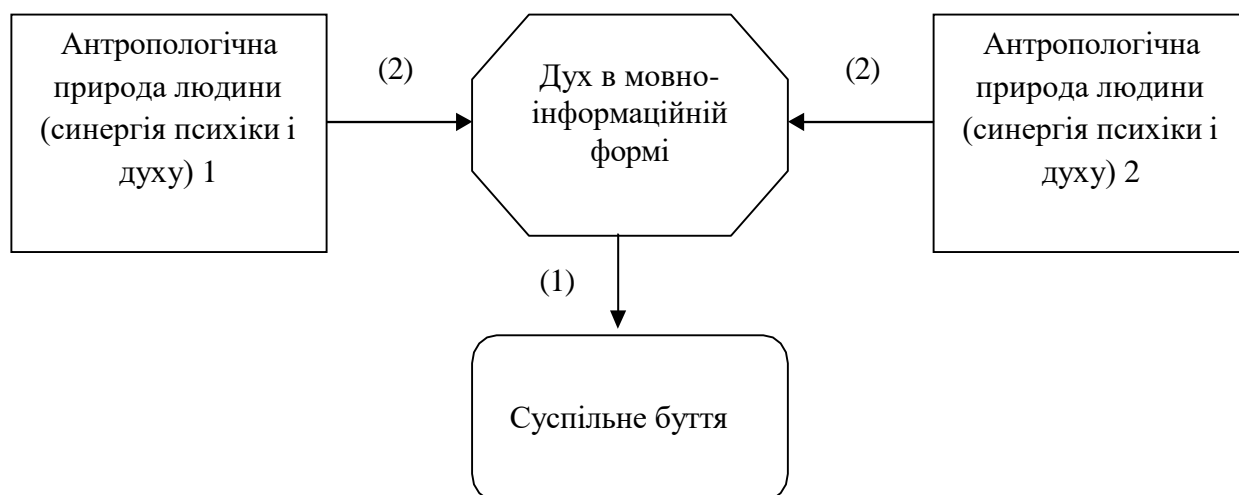 Антропологічна
природа людини
(синергія психіки і
духу) 1
(2)
Дух в мовно-
інформаційній
формі
(2)
Антропологічна
природа людини
(синергія психіки і
духу) 2
(1)
Суспільне буття